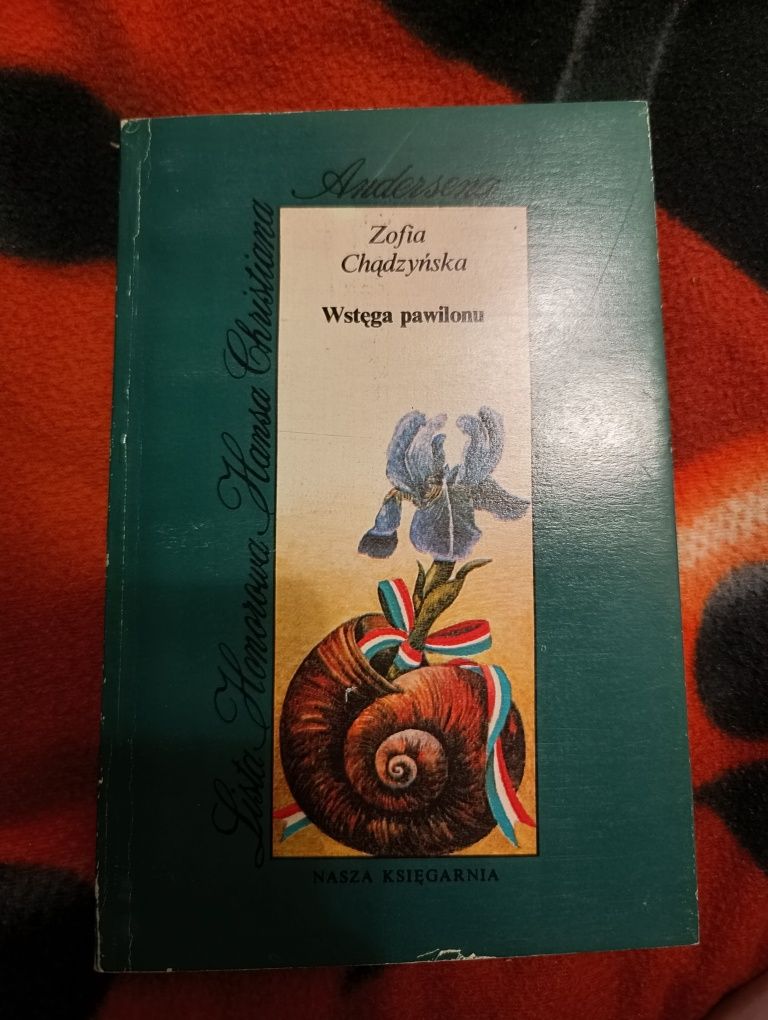 Lista Honorowa Hansa Christiana
Andersena
Zofia
Chądzyńska
Wstęga pawilonu
NASZA KSIĘGARNIA